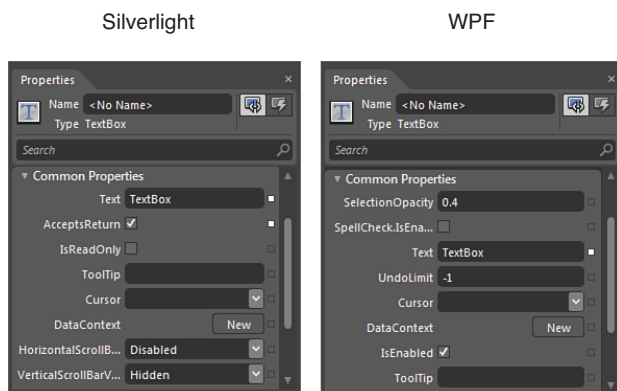 Silverlight
Properties
Name <No Name>
Type TextBox
Search
Common Properties
Text TextBox
AcceptsReturn
IsReadOnly
ToolTip
Cursor
DataContext New
HorizontalScrollB... Disabled
VerticalScrollBarV... Hidden
WPF
Properties
Name <No Name>
Type TextBox
Search
Common Properties
SelectionOpacity 0.4
SpellCheck.IsEna...
Text TextBox
UndoLimit -1
Cursor
DataContext New
IsEnabled
ToolTip